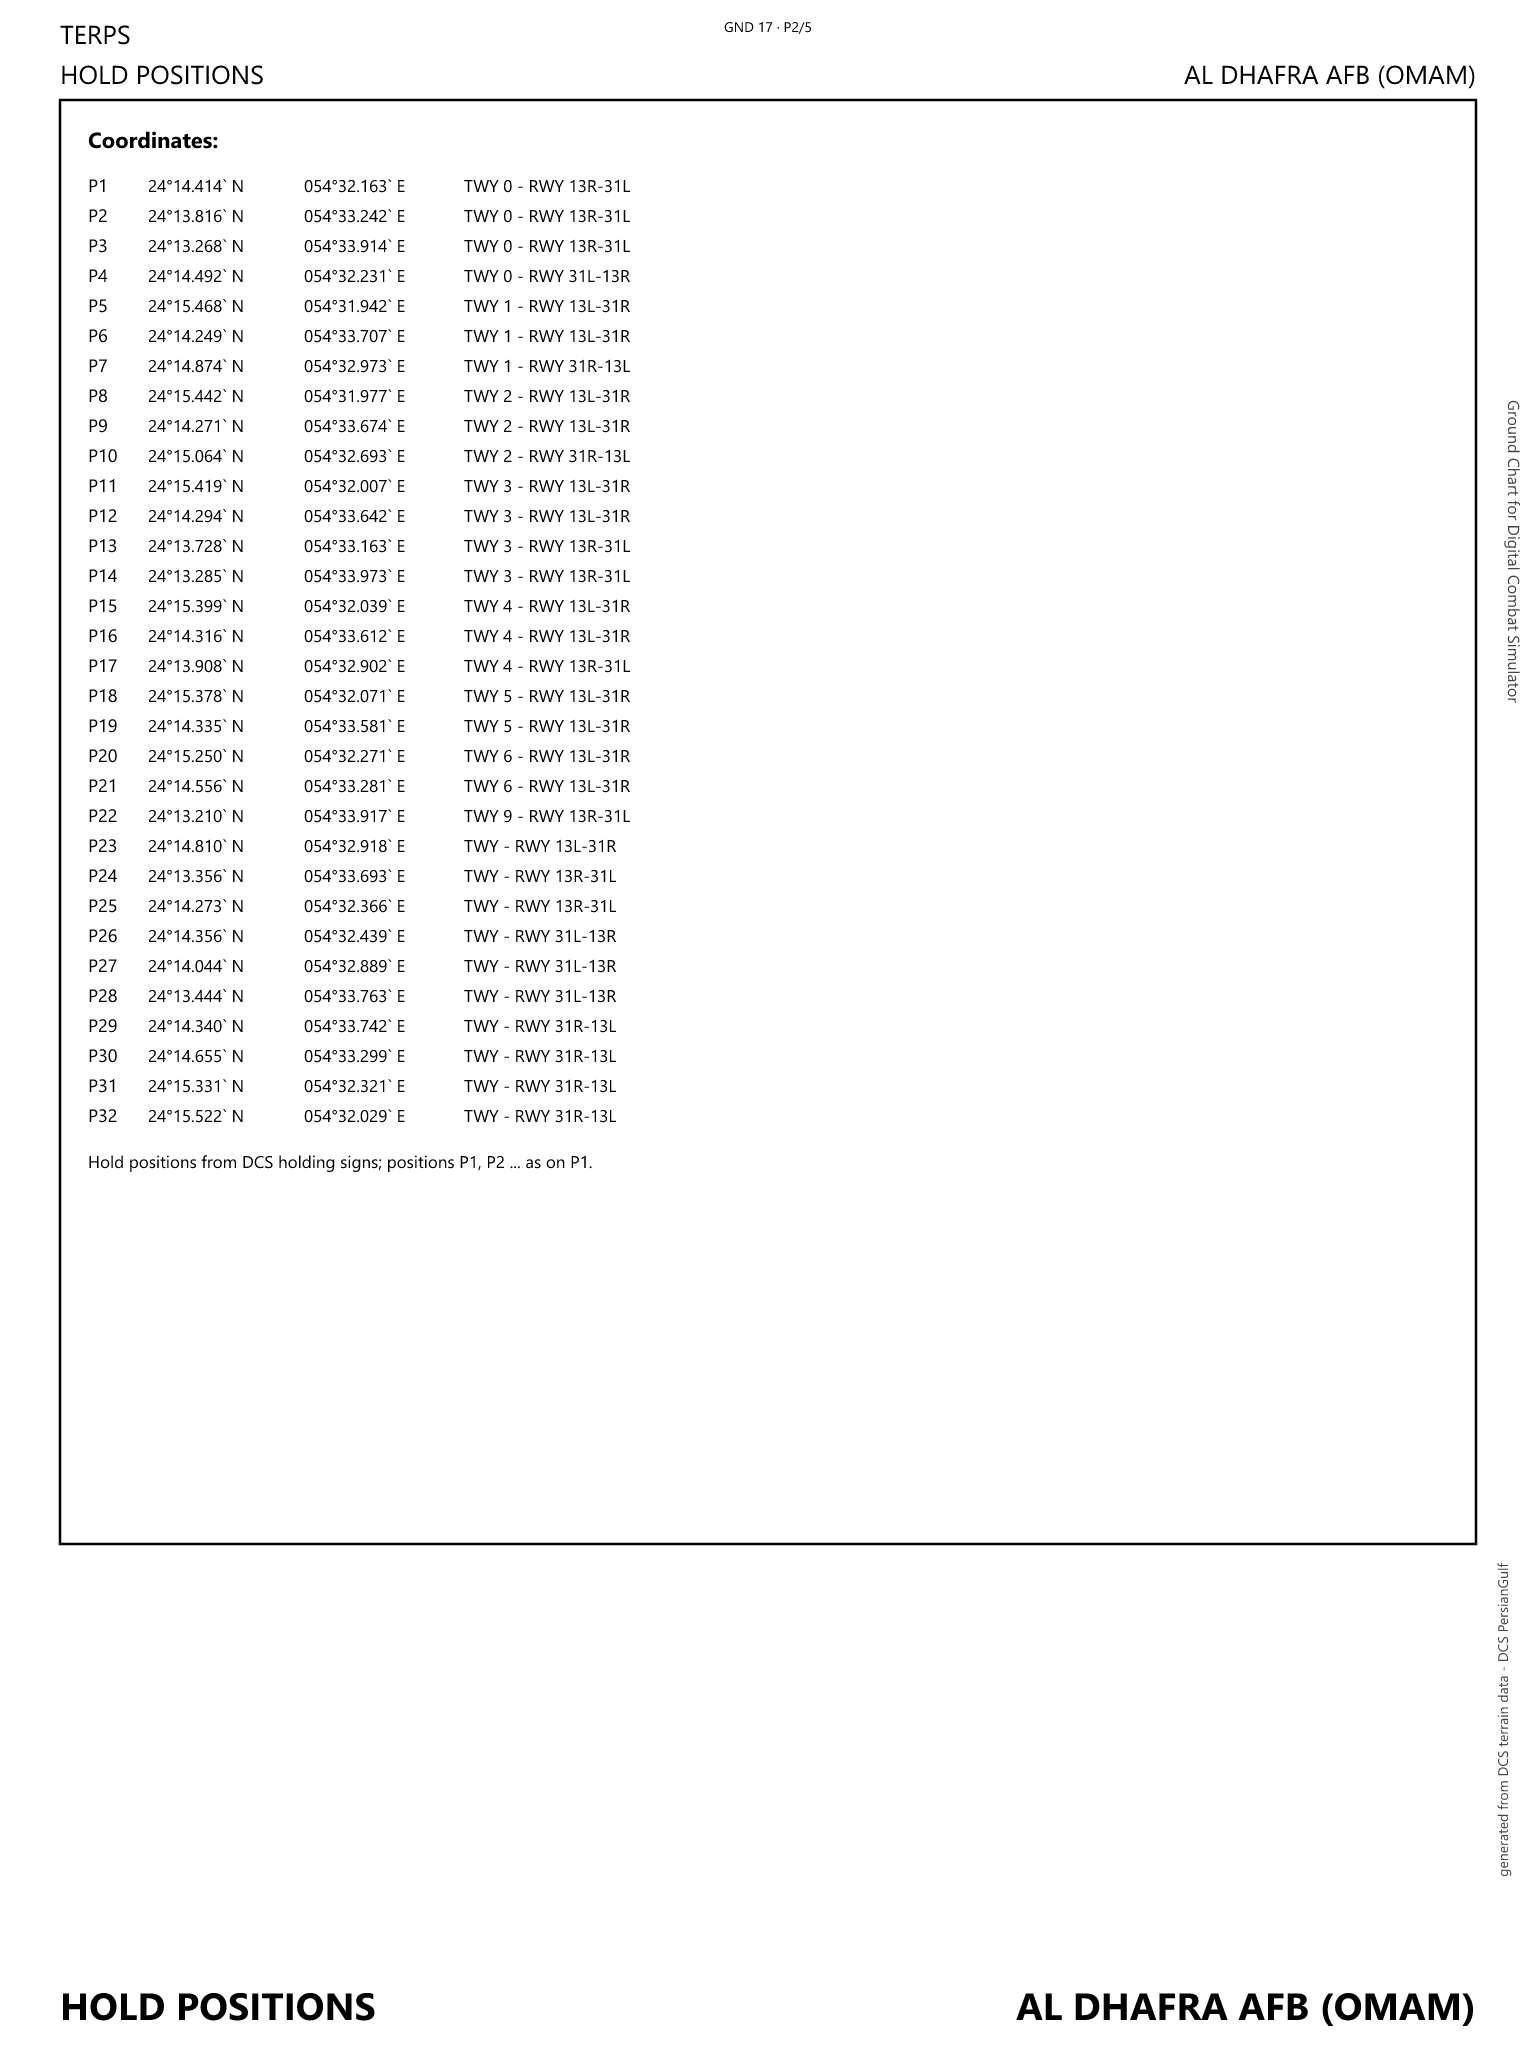 TERPS
GND 17 · P2/5
HOLD POSITIONS
AL DHAFRA AFB (OMAM)
Coordinates:
P1 24°14.414` N 054°32.163` E TWY 0 - RWY 13R-31L
P2 24°13.816` N 054°33.242` E TWY 0 - RWY 13R-31L
P3 24°13.268` N 054°33.914` E TWY 0 - RWY 13R-31L
P4 24°14.492` N 054°32.231` E TWY 0 - RWY 31L-13R
P5 24°15.468` N 054°31.942` E TWY 1 - RWY 13L-31R
P6 24°14.249` N 054°33.707` E TWY 1 - RWY 13L-31R
P7 24°14.874` N 054°32.973` E TWY 1 - RWY 31R-13L
P8 24°15.442` N 054°31.977` E TWY 2 - RWY 13L-31R
P9 24°14.271` N 054°33.674` E TWY 2 - RWY 13L-31R
P10 24°15.064` N 054°32.693` E TWY 2 - RWY 31R-13L
P11 24°15.419` N 054°32.007` E TWY 3 - RWY 13L-31R
P12 24°14.294` N 054°33.642` E TWY 3 - RWY 13L-31R
P13 24°13.728` N 054°33.163` E TWY 3 - RWY 13R-31L
P14 24°13.285` N 054°33.973` E TWY 3 - RWY 13R-31L
P15 24°15.399` N 054°32.039` E TWY 4 - RWY 13L-31R
P16 24°14.316` N 054°33.612` E TWY 4 - RWY 13L-31R
P17 24°13.908` N 054°32.902` E TWY 4 - RWY 13R-31L
P18 24°15.378` N 054°32.071` E TWY 5 - RWY 13L-31R
P19 24°14.335` N 054°33.581` E TWY 5 - RWY 13L-31R
P20 24°15.250` N 054°32.271` E TWY 6 - RWY 13L-31R
P21 24°14.556` N 054°33.281` E TWY 6 - RWY 13L-31R
P22 24°13.210` N 054°33.917` E TWY 9 - RWY 13R-31L
P23 24°14.810` N 054°32.918` E TWY - RWY 13L-31R
P24 24°13.356` N 054°33.693` E TWY - RWY 13R-31L
P25 24°14.273` N 054°32.366` E TWY - RWY 13R-31L
P26 24°14.356` N 054°32.439` E TWY - RWY 31L-13R
P27 24°14.044` N 054°32.889` E TWY - RWY 31L-13R
P28 24°13.444` N 054°33.763` E TWY - RWY 31L-13R
P29 24°14.340` N 054°33.742` E TWY - RWY 31R-13L
P30 24°14.655` N 054°33.299` E TWY - RWY 31R-13L
P31 24°15.331` N 054°32.321` E TWY - RWY 31R-13L
P32 24°15.522` N 054°32.029` E TWY - RWY 31R-13L
Hold positions from DCS holding signs; positions P1, P2 ... as on P1.
Ground Chart for Digital Combat Simulator
generated from DCS terrain data - DCS PersianGulf
HOLD POSITIONS
AL DHAFRA AFB (OMAM)